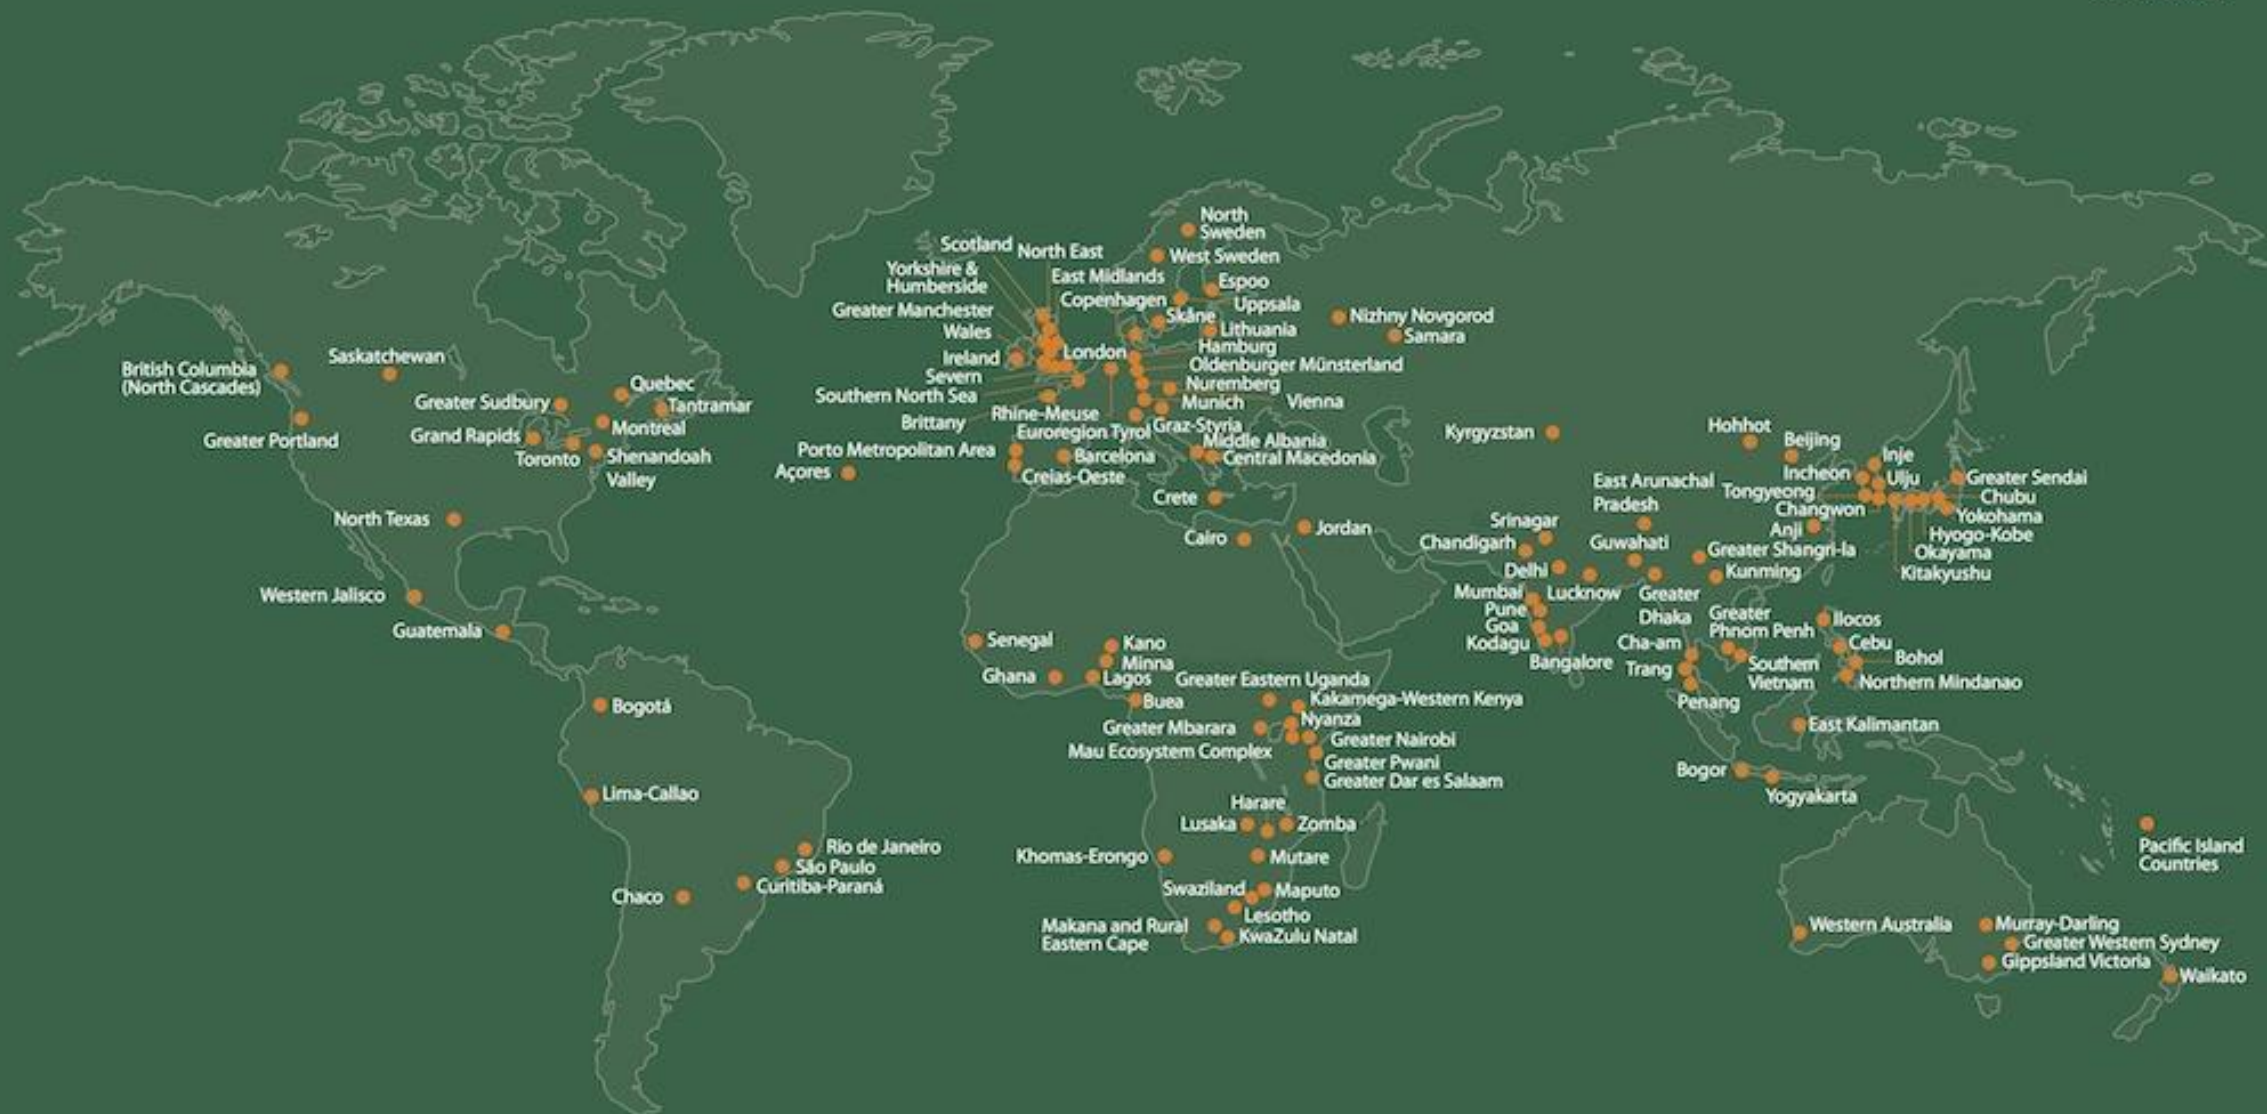 North
Sweden
West Sweden
Scotland
North East
Yorkshire &
Humberside
East Midlands
Espoo
Copenhagen
Uppsala
Greater Manchester
Skåne
Nizhny Novgorod
Wales
Lithuania
Samara
London
Hamburg
Ireland
Oldenburger Münsterland
Severn
Nuremberg
Southern North Sea
Munich
Vienna
Brittany
Rhine-Meuse
Graz-Styria
Euroregion Tyrol
Middle Albania
Porto Metropolitan Area
Barcelona
Central Macedonia
Açores
Creias-Oeste
Crete
Cairo
Jordan
British Columbia
(North Cascades)
Saskatchewan
Quebec
Greater Sudbury
Tantramar
Montreal
Greater Portland
Grand Rapids
Toronto
Shenandoah
Valley
North Texas
Western Jalisco
Guatemala
Bogotá
Lima-Callao
Rio de Janeiro
São Paulo
Curitiba-Paraná
Chaco
Senegal
Kano
Minna
Ghana
Lagos
Greater Eastern Uganda
Buea
Kakamega-Western Kenya
Nyanza
Greater Mbarara
Greater Nairobi
Mau Ecosystem Complex
Greater Pwani
Greater Dar es Salaam
Harare
Lusaka
Zomba
Khomas-Erongo
Mutare
Swaziland
Maputo
Lesotho
Makana and Rural
Eastern Cape
KwaZulu Natal
Kyrgyzstan
Hohhot
Beijing
Inje
Incheon
Ulju
Greater Sendai
East Arunachal
Pradesh
Tongyeong
Chubu
Changwon
Yokohama
Anji
Hyogo-Kobe
Okayama
Kitakyushu
Srinagar
Chandigarh
Guwahati
Greater Shangri-la
Delhi
Kunming
Mumbai
Lucknow
Greater
Dhaka
Pune
Goa
Kodagu
Bangalore
Greater
Phnom Penh
Ilocos
Cha-am
Cebu
Trang
Southern
Vietnam
Bohol
Northern Mindanao
Penang
East Kalimantan
Bogor
Yogyakarta
Pacific Island
Countries
Western Australia
Murray-Darling
Greater Western Sydney
Gippsland Victoria
Waikato